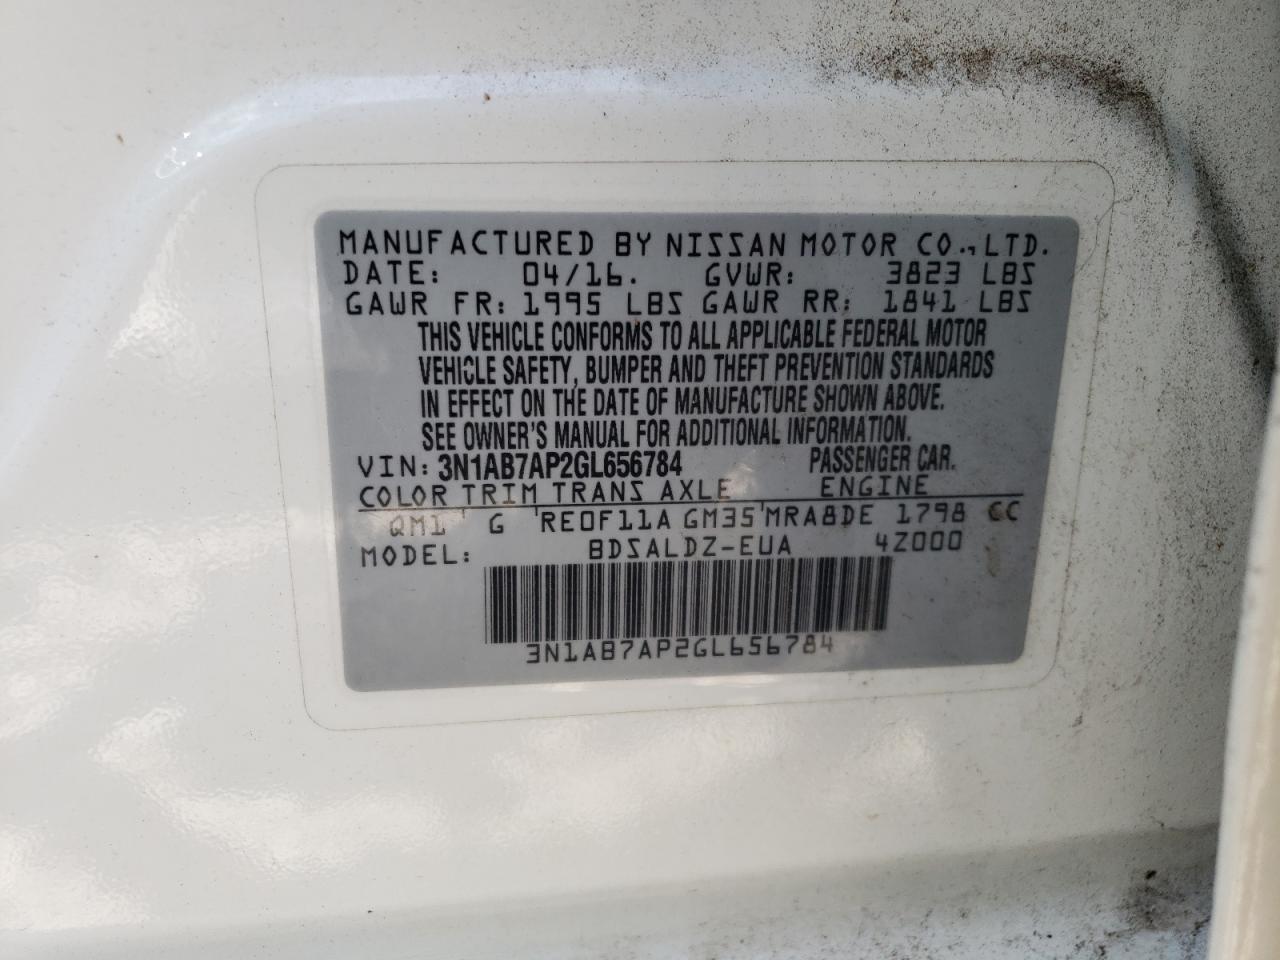 MANUFACTURED BY NISSAN MOTOR CO., LTD.
DATE: 04/16. GVWR: 3823 LBS
GAWR FR: 1995 LBS GAWR RR: 1841 LBS
THIS VEHICLE CONFORMS TO ALL APPLICABLE FEDERAL MOTOR
VEHICLE SAFETY, BUMPER AND THEFT PREVENTION STANDARDS
IN EFFECT ON THE DATE OF MANUFACTURE SHOWN ABOVE.
SEE OWNER'S MANUAL FOR ADDITIONAL INFORMATION.
VIN: 3N1AB7AP2GL656784 PASSENGER CAR.
COLOR TRIM TRANS AXLE ENGINE
QM1 ' G ' RE0F11A GM35 ' MRA8DE 1798 CC
MODEL: BDSALDZ-EUA 4Z000
3N1AB7AP2GL656784